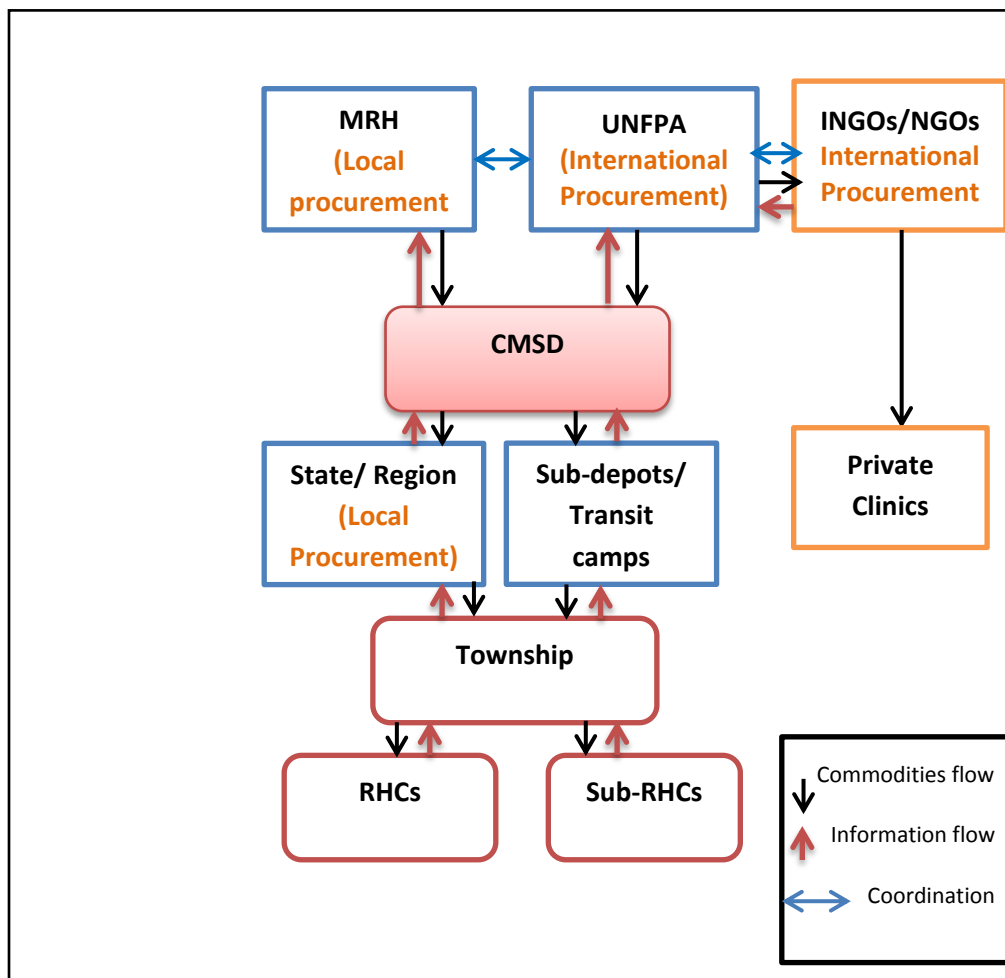 MRH
(Local
procurement
UNFPA
(International
Procurement)
INGOs/NGOs
International
Procurement
CMSD
State/ Region
(Local
Procurement)
Sub-depots/
Transit
camps
Private
Clinics
Township
RHCs
Sub-RHCs
Commodities flow
Information flow
Coordination